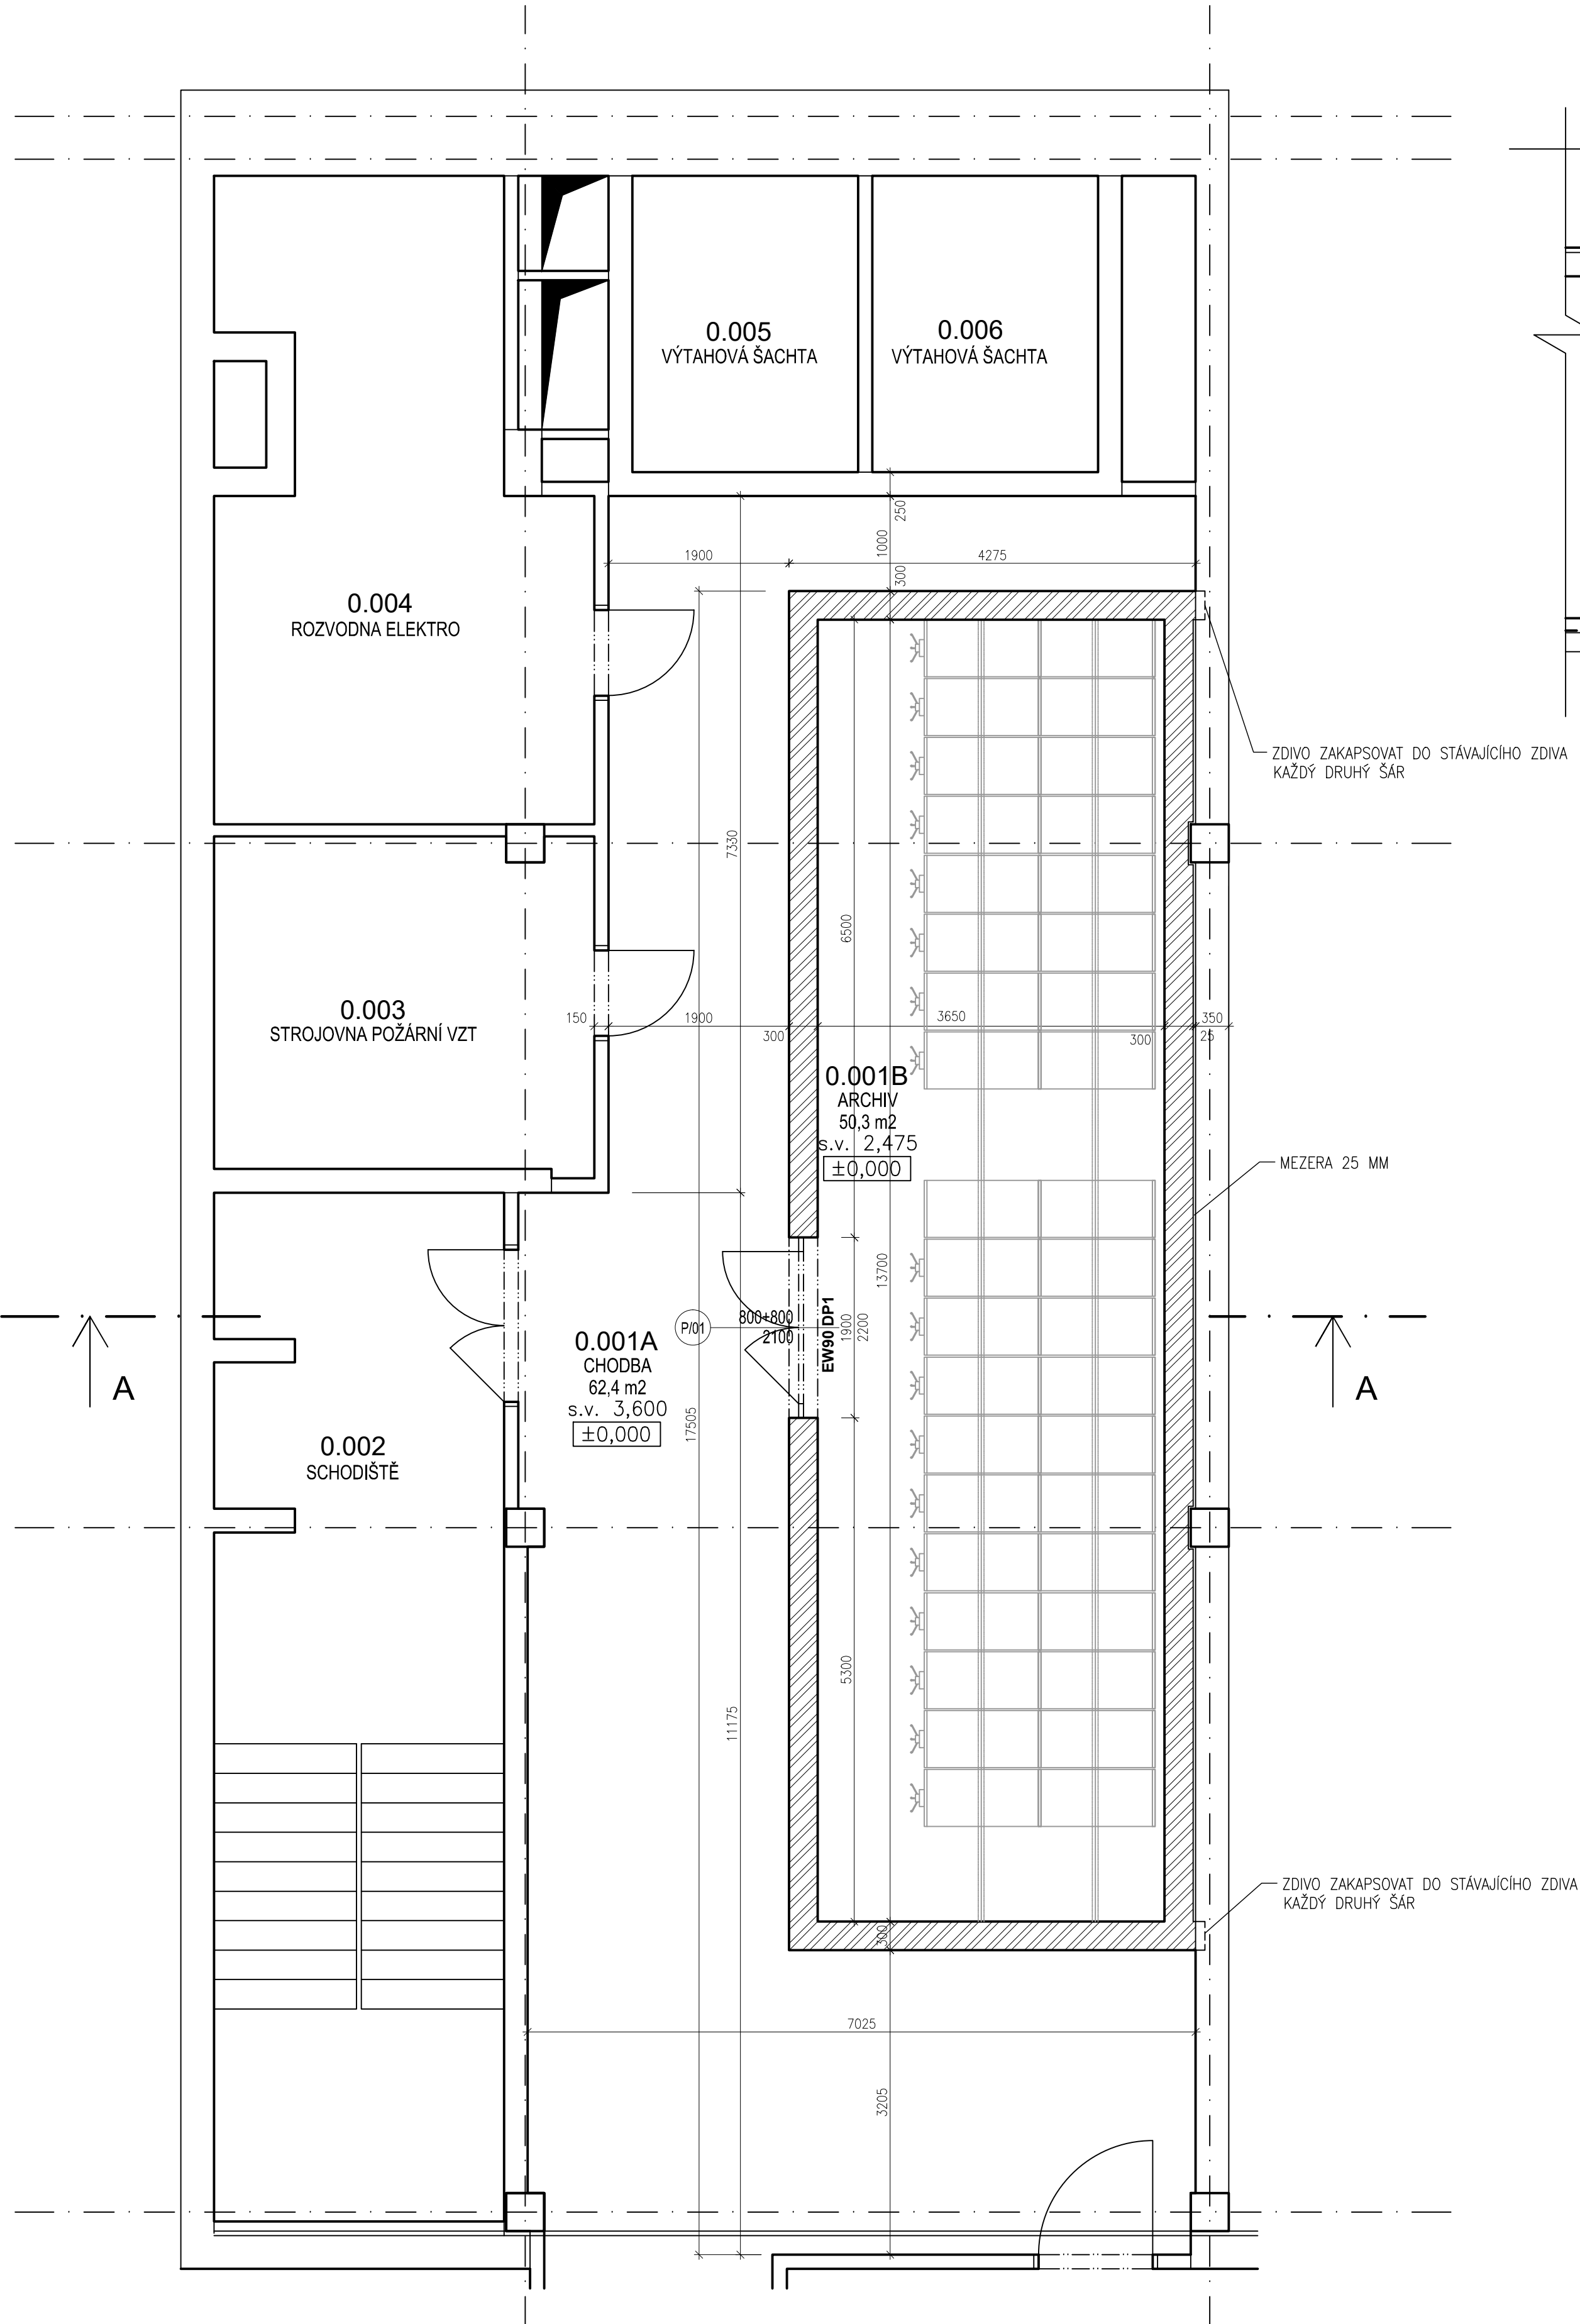 0.005
VÝTAHOVÁ ŠACHTA
0.006
VÝTAHOVÁ ŠACHTA
250
1000
1900
4275
300
0.004
ROZVODNA ELEKTRO
ZDIVO ZAKAPSOVAT DO STÁVAJÍCÍHO ZDIVA
KAŽDÝ DRUHÝ ŠÁR
7330
6500
0.003
STROJOVNA POŽÁRNÍ VZT
150
1900
300
3650
300
350
25
0.001B
ARCHIV
50,3 m2
s.v. 2,475
±0,000
MEZERA 25 MM
13700
P/01
800+800
2100
EW90 DP1
1900
2200
0.001A
CHODBA
62,4 m2
s.v. 3,600
±0,000
17505
A
A
0.002
SCHODIŠTĚ
5300
11175
ZDIVO ZAKAPSOVAT DO STÁVAJÍCÍHO ZDIVA
KAŽDÝ DRUHÝ ŠÁR
300
7025
3205